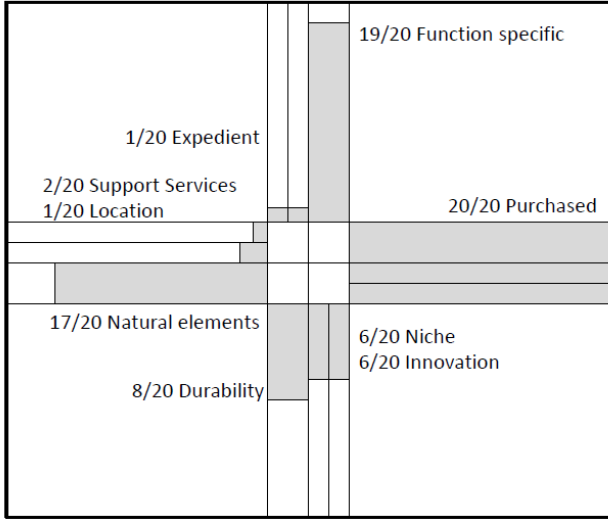 19/20 Function specific
1/20 Expedient
2/20 Support Services
1/20 Location
20/20 Purchased
17/20 Natural elements
6/20 Niche
6/20 Innovation
8/20 Durability